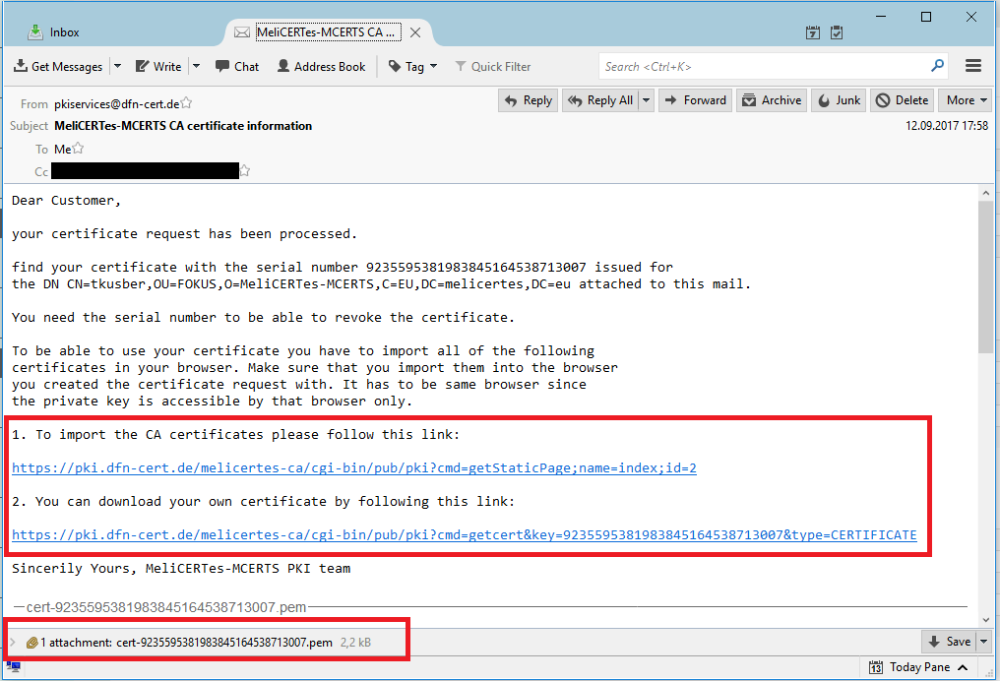 Inbox
MeliCERTes-MCERTS CA ...
Get Messages Write Chat Address Book Tag Quick Filter Search <Ctrl+K>
From pkiservices@dfn-cert.de Reply Reply All Forward Archive Junk Delete More
Subject MeliCERTes-MCERTS CA certificate information 12.09.2017 17:58
To Me
Cc
Dear Customer,
your certificate request has been processed.
find your certificate with the serial number 9235595381983845164538713007 issued for
the DN CN=tkusber,OU=FOKUS,O=MeliCERTes-MCERTS,C=EU,DC=melicertes,DC=eu attached to this mail.
You need the serial number to be able to revoke the certificate.
To be able to use your certificate you have to import all of the following
certificates in your browser. Make sure that you import them into the browser
you created the certificate request with. It has to be same browser since
the private key is accessible by that browser only.
1. To import the CA certificates please follow this link:
https://pki.dfn-cert.de/melicertes-ca/cgi-bin/pub/pki?cmd=getStaticPage;name=index;id=2
2. You can download your own certificate by following this link:
https://pki.dfn-cert.de/melicertes-ca/cgi-bin/pub/pki?cmd=getcert&key=9235595381983845164538713007&type=CERTIFICATE
Sincerily Yours, MeliCERTes-MCERTS PKI team
cert-9235595381983845164538713007.pem
1 attachment: cert-9235595381983845164538713007.pem 2,2 kB Save
13 Today Pane